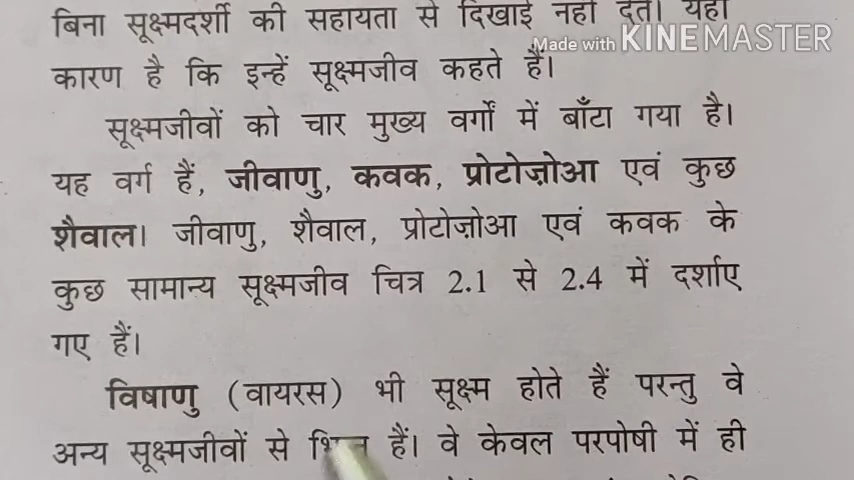 बिना सूक्ष्मदर्शी की सहायता से दिखाई नहीं देते। यही
Made with KINEMASTER
कारण है कि इन्हें सूक्ष्मजीव कहते हैं।
सूक्ष्मजीवों को चार मुख्य वर्गों में बाँटा गया है।
यह वर्ग हैं, जीवाणु, कवक, प्रोटोज़ोआ एवं कुछ
शैवाल। जीवाणु, शैवाल, प्रोटोज़ोआ एवं कवक के
कुछ सामान्य सूक्ष्मजीव चित्र 2.1 से 2.4 में दर्शाए
गए हैं।
विषाणु (वायरस) भी सूक्ष्म होते हैं परन्तु वे
अन्य सूक्ष्मजीवों से हैं। वे केवल परपोषी में ही